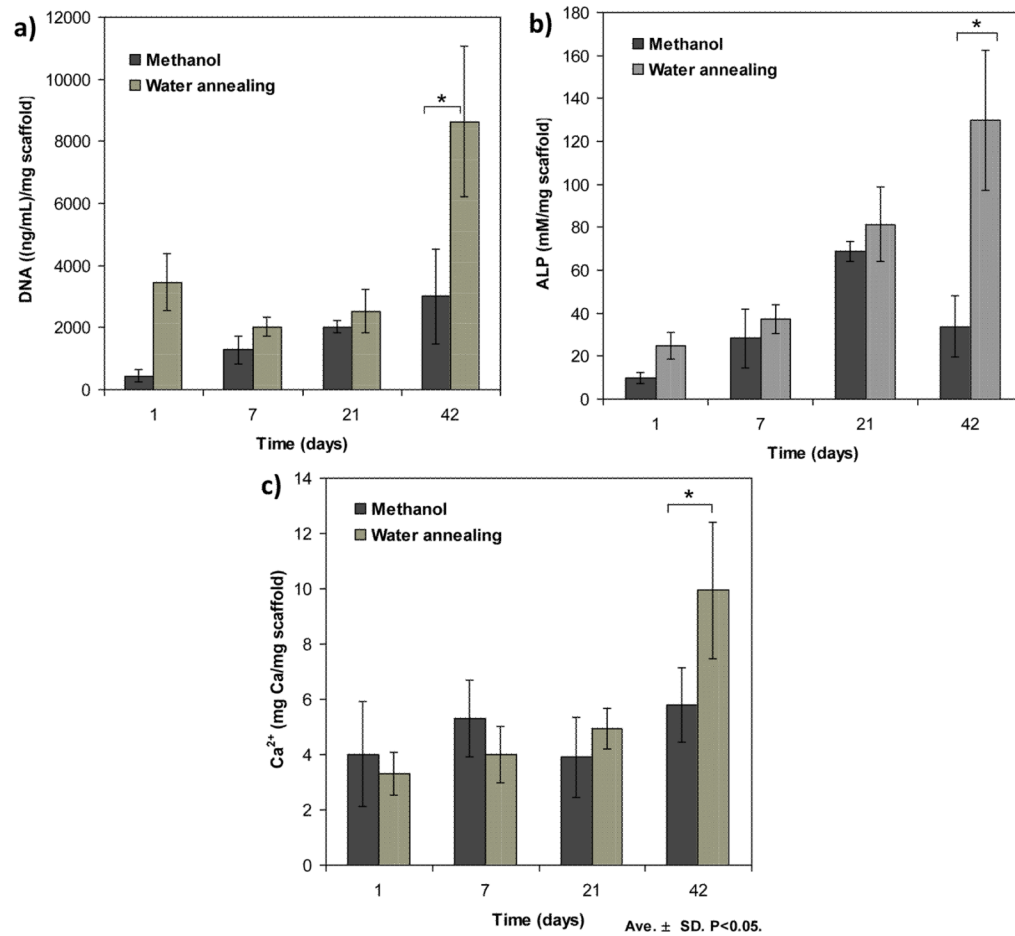 a)
12000
10000
8000
6000
4000
2000
0
DNA ((ng/mL)/mg scaffold)
Methanol
Water annealing
*
1 7 21 42
Time (days)
b)
180
160
140
120
100
80
60
40
20
0
ALP (mM/mg scaffold)
Methanol
Water annealing
*
1 7 21 42
Time (days)
c)
14
12
10
8
6
4
2
0
Ca²⁺ (mg Ca/mg scaffold)
Methanol
Water annealing
*
1 7 21 42
Time (days)
Ave. ± SD. P<0.05.